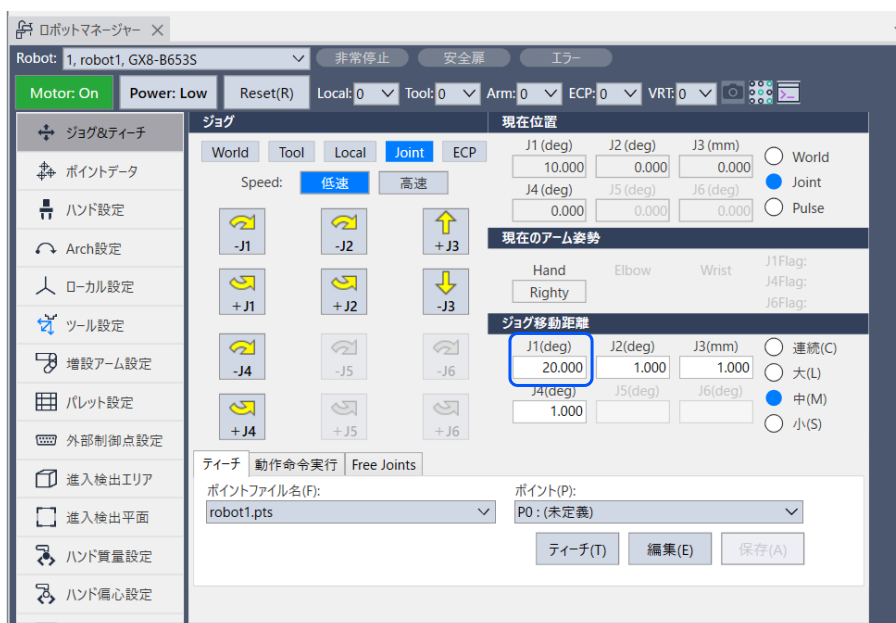 ロボットマネージャー
Robot: 1, robot1, GX8-B653S 非常停止 安全扉 エラー
Motor: On Power: Low Reset(R) Local: 0 Tool: 0 Arm: 0 ECP: 0 VRT: 0
ジョグ&ティーチ
ポイントデータ
ハンド設定
Arch設定
ローカル設定
ツール設定
増設アーム設定
パレット設定
外部制御点設定
進入検出エリア
進入検出平面
ハンド質量設定
ハンド偏心設定
ジョグ
World Tool Local Joint ECP
Speed: 低速 高速
-J1 -J2 +J3
+J1 +J2 -J3
-J4 -J5 -J6
+J4 +J5 +J6
現在位置
J1 (deg) J2 (deg) J3 (mm)
10.000 0.000 0.000
J4 (deg) J5 (deg) J6 (deg)
0.000 0.000 0.000
World
Joint
Pulse
現在のアーム姿勢
Hand Elbow Wrist
Righty
J1Flag:
J4Flag:
J6Flag:
ジョグ移動距離
J1(deg) J2(deg) J3(mm)
20.000 1.000 1.000
J4(deg) J5(deg) J6(deg)
1.000
連続(C)
大(L)
中(M)
小(S)
ティーチ 動作命令実行 Free Joints
ポイントファイル名(F): ポイント(P):
robot1.pts P0 : (未定義)
ティーチ(T) 編集(E) 保存(A)